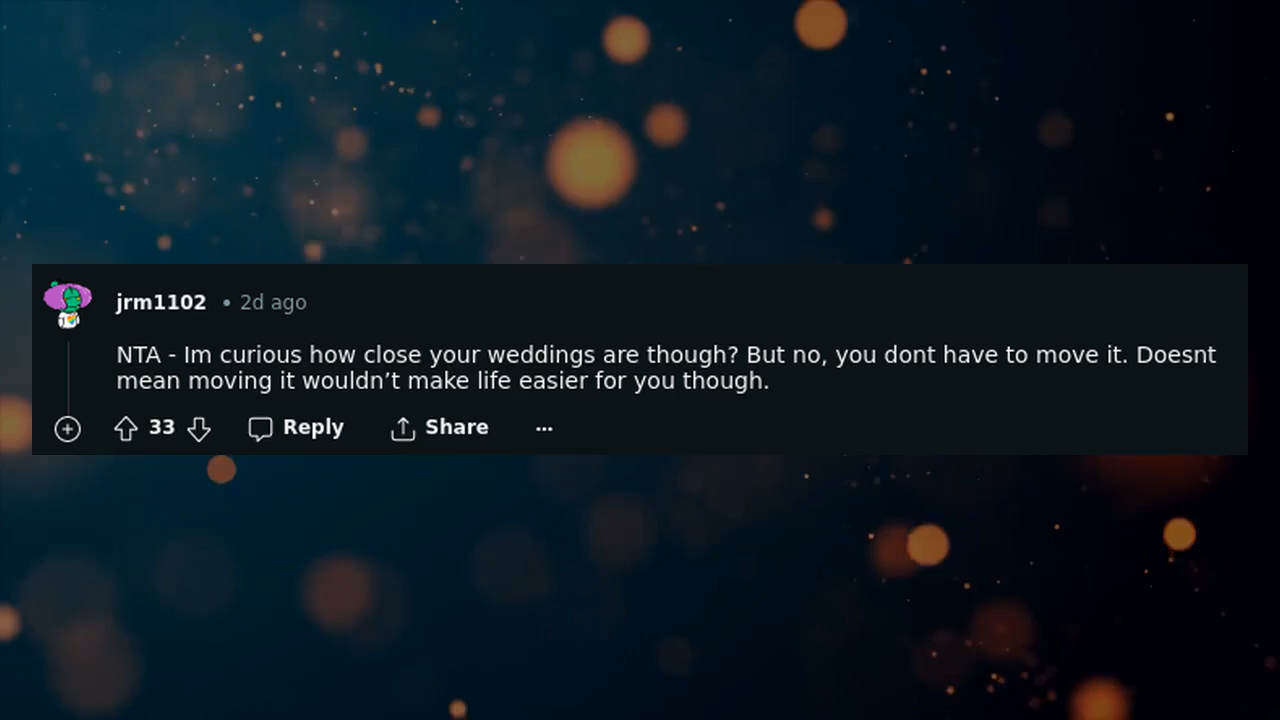 jrm1102 • 2d ago
NTA - Im curious how close your weddings are though? But no, you dont have to move it. Doesnt
mean moving it wouldn’t make life easier for you though.
33 Reply Share ...